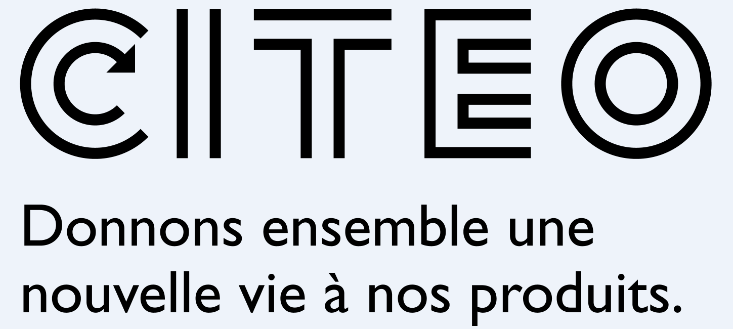 CITEO
Donnons ensemble une
nouvelle vie à nos produits.